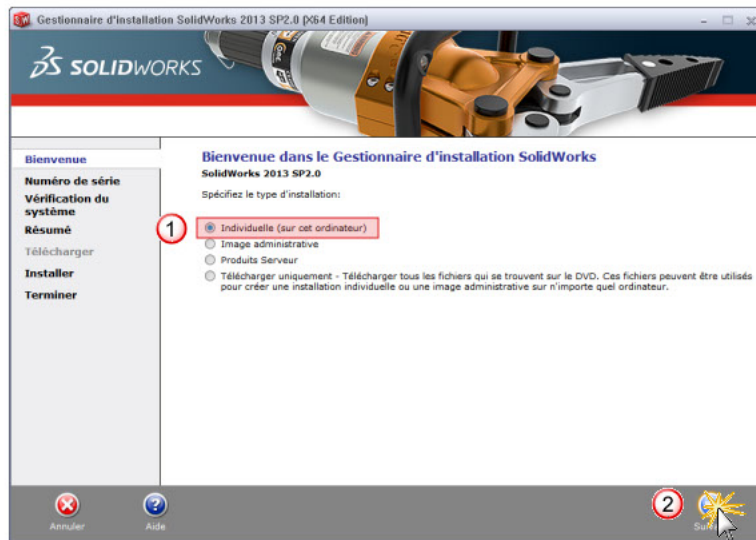 Gestionnaire d'installation SolidWorks 2013 SP2.0 (X64 Edition)
SOLIDWORKS
Bienvenue
Numéro de série
Vérification du
système
Résumé
Télécharger
Installer
Terminer
Bienvenue dans le Gestionnaire d'installation SolidWorks
SolidWorks 2013 SP2.0
Spécifiez le type d'installation:
1
Individuelle (sur cet ordinateur)
Image administrative
Produits Serveur
Télécharger uniquement - Télécharger tous les fichiers qui se trouvent sur le DVD. Ces fichiers peuvent être utilisés
pour créer une installation individuelle ou une image administrative sur n'importe quel ordinateur.
Annuler
Aide
2